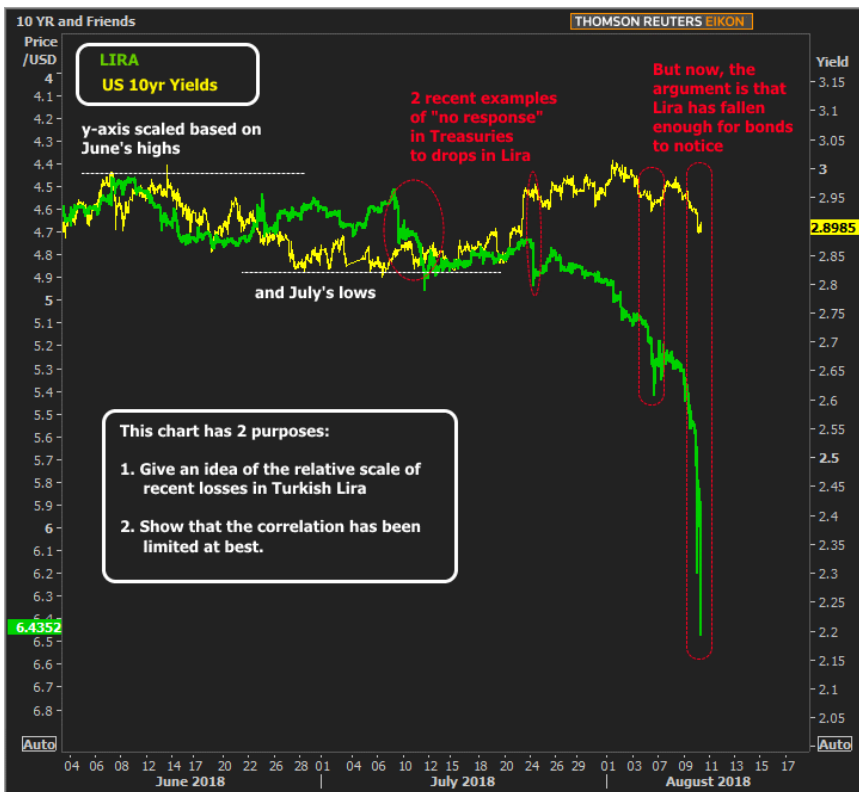 10 YR and Friends
THOMSON REUTERS EIKON
Price
/USD
Yield
LIRA
US 10yr Yields
y-axis scaled based on
June's highs
2 recent examples
of "no response"
in Treasuries
to drops in Lira
But now, the
argument is that
Lira has fallen
enough for bonds
to notice
and July's lows
This chart has 2 purposes:
1. Give an idea of the relative scale of
recent losses in Turkish Lira
2. Show that the correlation has been
limited at best.
4
4.1
4.2
4.3
4.4
4.5
4.6
4.7
4.8
4.9
5
5.1
5.2
5.3
5.4
5.5
5.6
5.7
5.8
5.9
6
6.1
6.2
6.3
6.4352
6.5
6.6
6.7
6.8
Auto
3.15
3.1
3.05
3
2.95
2.8985
2.85
2.8
2.75
2.7
2.65
2.6
2.55
2.5
2.45
2.4
2.35
2.3
2.25
2.2
2.15
2.1
2.05
Auto
04 06 08 12 14 17 20 22 26 28 01 04 06 10 12 16 18 20 24 26 29 01 03 07 09 11 13 15 17
June 2018 July 2018 August 2018